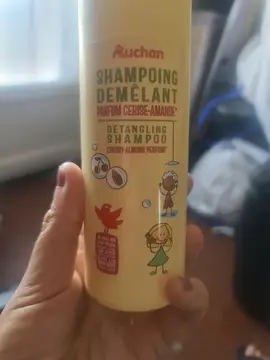 Auchan
SHAMPOING
DEMÊLANT
PARFUM CERISE-AMANDE*
DETANGLING
SHAMPOO
CHERRY-ALMOND PERFUME*